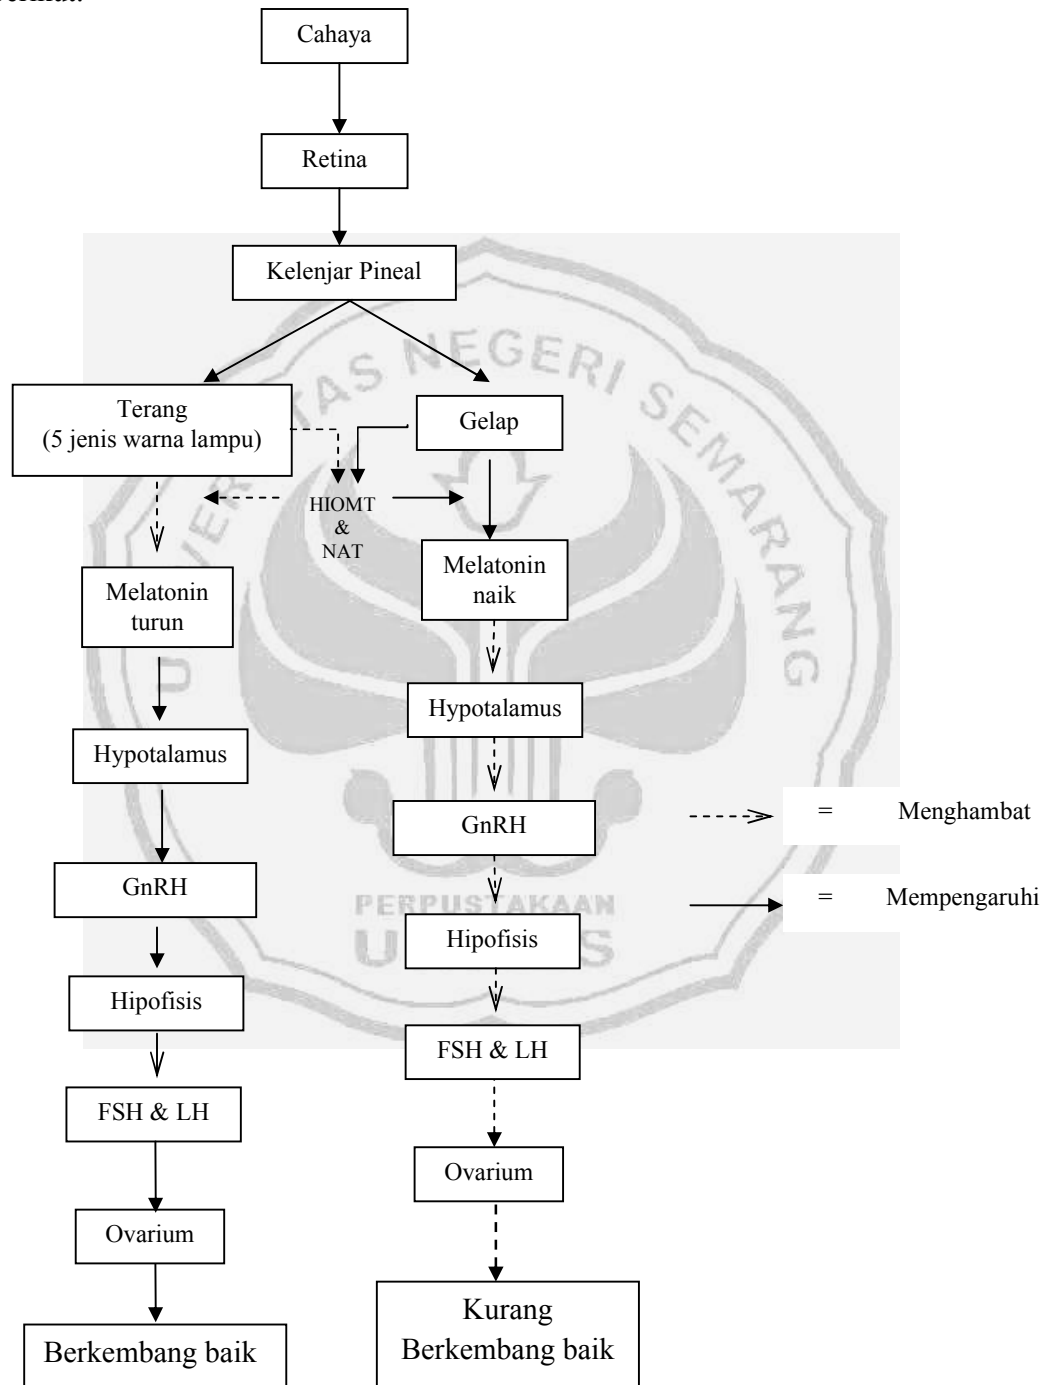 Cahaya
Retina
Kelenjar Pineal
Terang
(5 jenis warna lampu)
Gelap
HIOMT
&
NAT
Melatonin
turun
Melatonin
naik
Hypotalamus
Hypotalamus
GnRH
GnRH
= Menghambat
= Mempengaruhi
Hipofisis
Hipofisis
FSH & LH
FSH & LH
Ovarium
Ovarium
Berkembang baik
Kurang
Berkembang baik
NEGERI SEMARANG
PERPUSTAKAAN